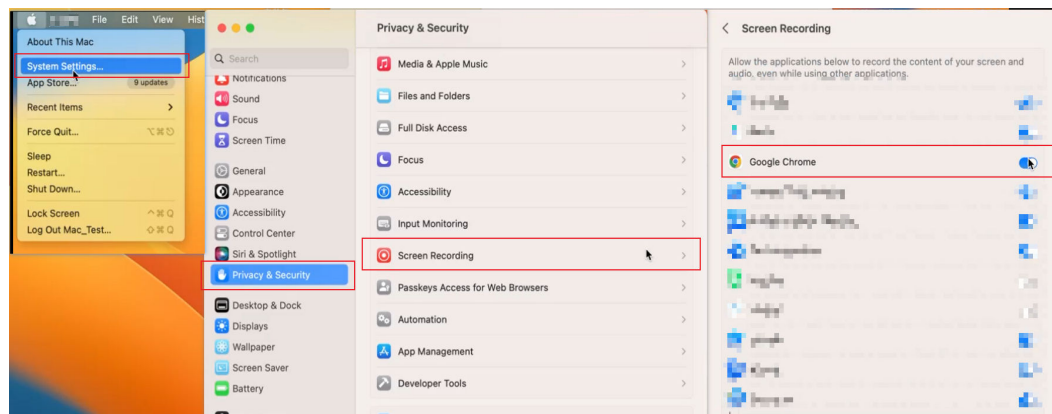 File Edit View Hist
About This Mac
System Settings...
App Store...
9 updates
Recent Items
Force Quit...
Sleep
Restart...
Shut Down...
Lock Screen
Log Out Mac_Test...
Search
Notifications
Sound
Focus
Screen Time
General
Appearance
Accessibility
Control Center
Siri & Spotlight
Privacy & Security
Desktop & Dock
Displays
Wallpaper
Screen Saver
Battery
Privacy & Security
Media & Apple Music
Files and Folders
Full Disk Access
Focus
Accessibility
Input Monitoring
Screen Recording
Passkeys Access for Web Browsers
Automation
App Management
Developer Tools
Screen Recording
Allow the applications below to record the content of your screen and
audio, even while using other applications.
Google Chrome